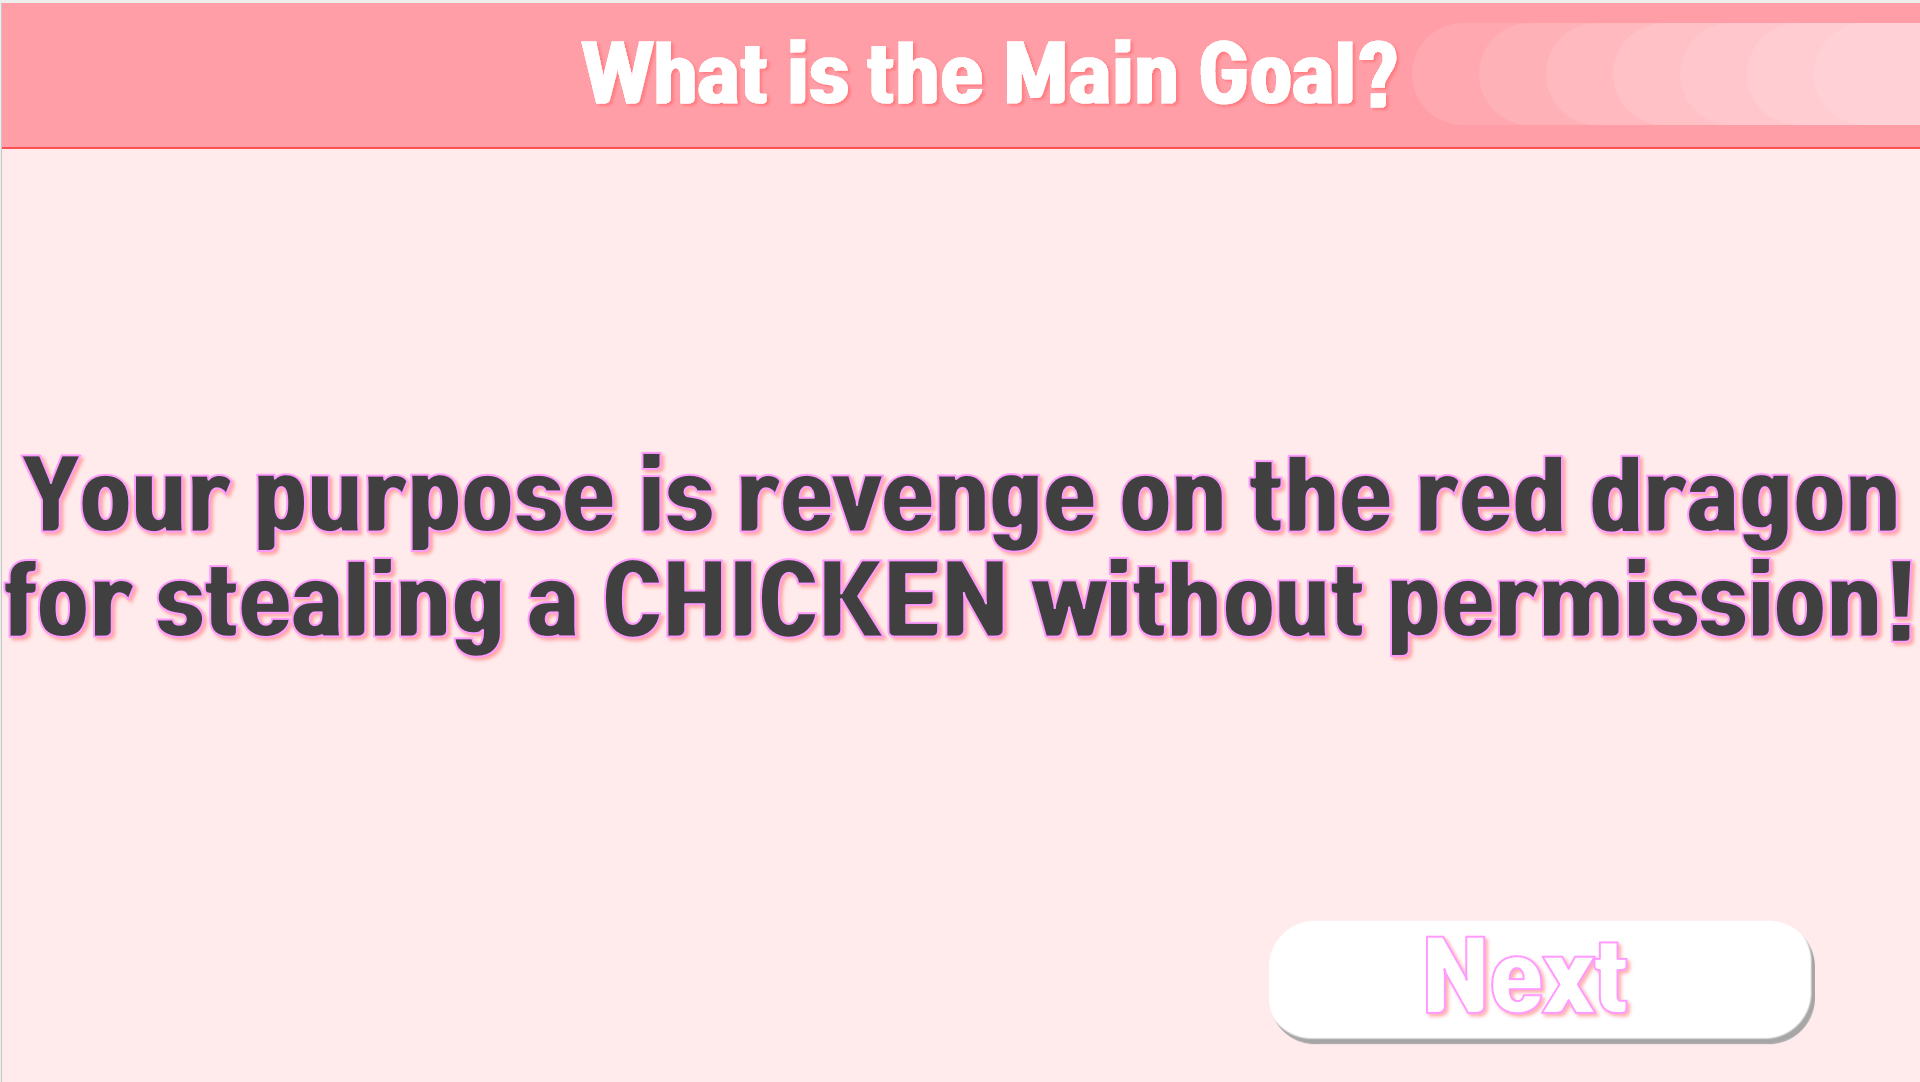 What is the Main Goal?
Your purpose is revenge on the red dragon
for stealing a CHICKEN without permission!
Next